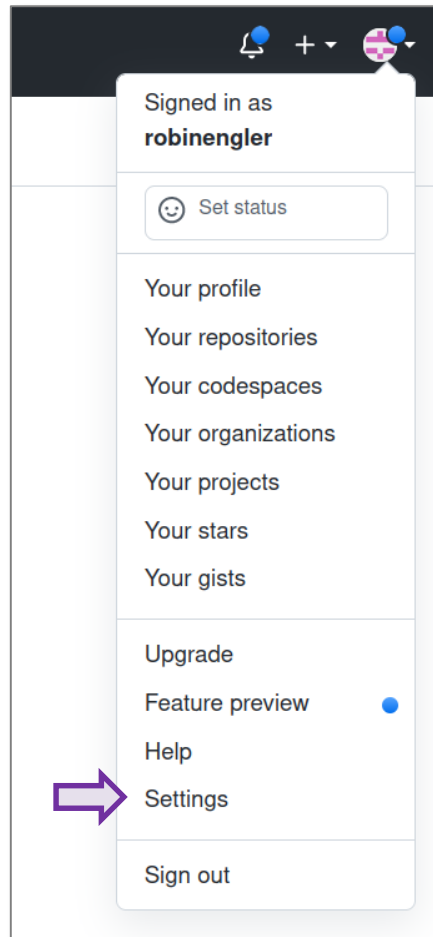 Signed in as
robinengler
Set status
Your profile
Your repositories
Your codespaces
Your organizations
Your projects
Your stars
Your gists
Upgrade
Feature preview
Help
Settings
Sign out